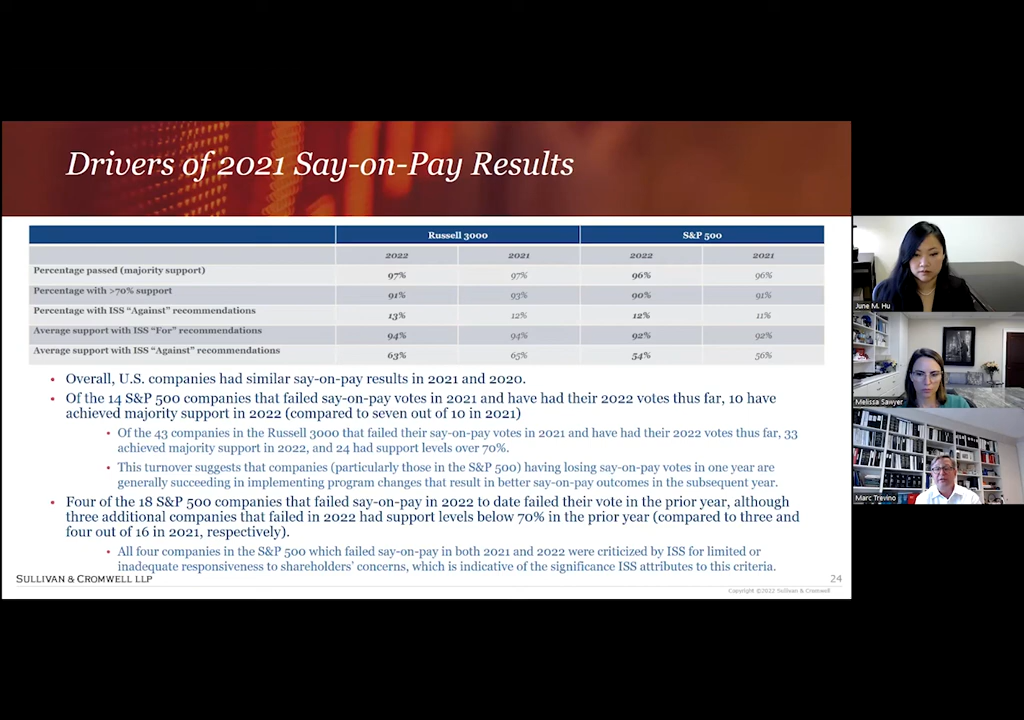 Drivers of 2021 Say-on-Pay Results
Russell 3000 S&P 500
2022 2021 2022 2021
Percentage passed (majority support) 97% 97% 96% 96%
Percentage with >70% support 91% 93% 90% 91%
Percentage with ISS “Against” recommendations 13% 12% 12% 11%
Average support with ISS “For” recommendations 94% 94% 92% 92%
Average support with ISS “Against” recommendations 63% 65% 54% 56%
• Overall, U.S. companies had similar say-on-pay results in 2021 and 2020.
• Of the 14 S&P 500 companies that failed say-on-pay votes in 2021 and have had their 2022 votes thus far, 10 have
achieved majority support in 2022 (compared to seven out of 10 in 2021)
• Of the 43 companies in the Russell 3000 that failed their say-on-pay votes in 2021 and have had their 2022 votes thus far, 33
achieved majority support in 2022, and 24 had support levels over 70%.
• This turnover suggests that companies (particularly those in the S&P 500) having losing say-on-pay votes in one year are
generally succeeding in implementing program changes that result in better say-on-pay outcomes in the subsequent year.
• Four of the 18 S&P 500 companies that failed say-on-pay in 2022 to date failed their vote in the prior year, although
three additional companies that failed in 2022 had support levels below 70% in the prior year (compared to three and
four out of 16 in 2021, respectively).
• All four companies in the S&P 500 which failed say-on-pay in both 2021 and 2022 were criticized by ISS for limited or
inadequate responsiveness to shareholders’ concerns, which is indicative of the significance ISS attributes to this criteria.
SULLIVAN & CROMWELL LLP
24
Copyright ©2022 Sullivan & Cromwell
June M. Hu
Melissa Sawyer
Marc Trevino